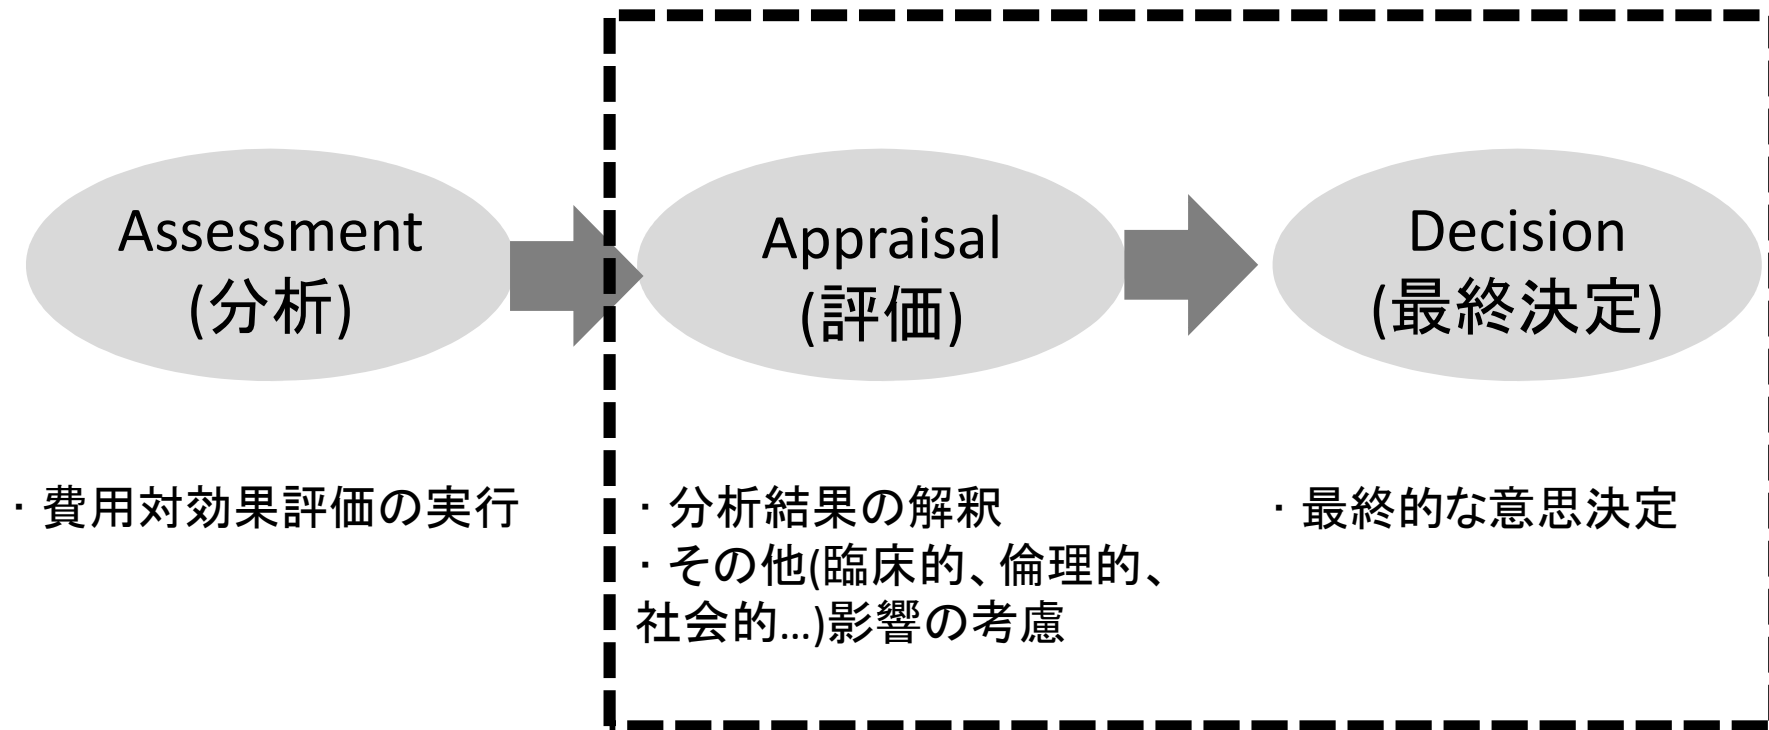 Assessment
(分析)
Appraisal
(評価)
Decision
(最終決定)
・費用対効果評価の実行
・分析結果の解釈
・その他(臨床的、倫理的、
社会的…)影響の考慮
・最終的な意思決定